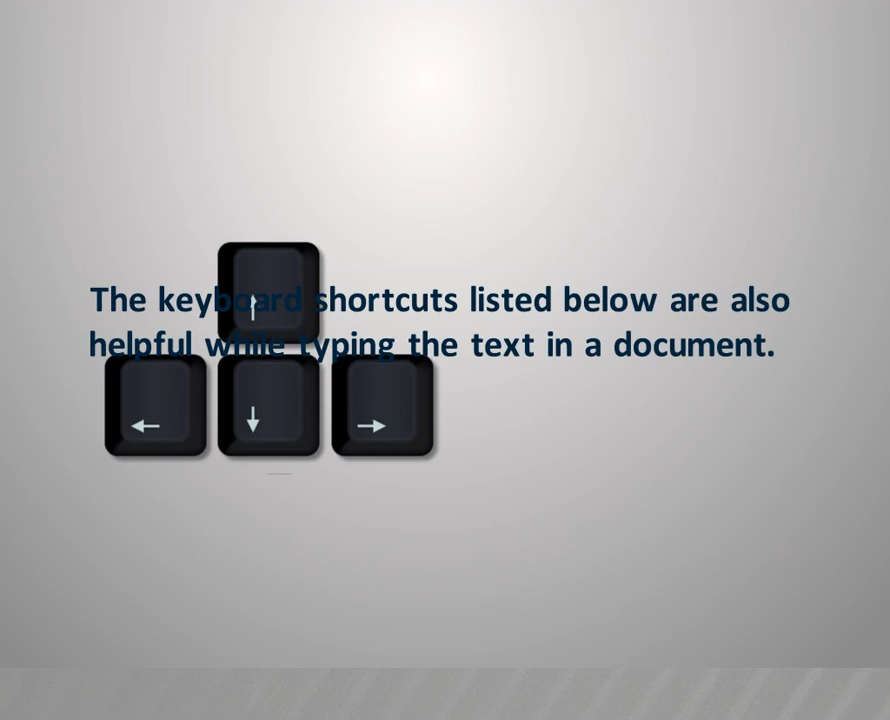 The keyboard shortcuts listed below are also
helpful while typing the text in a document.